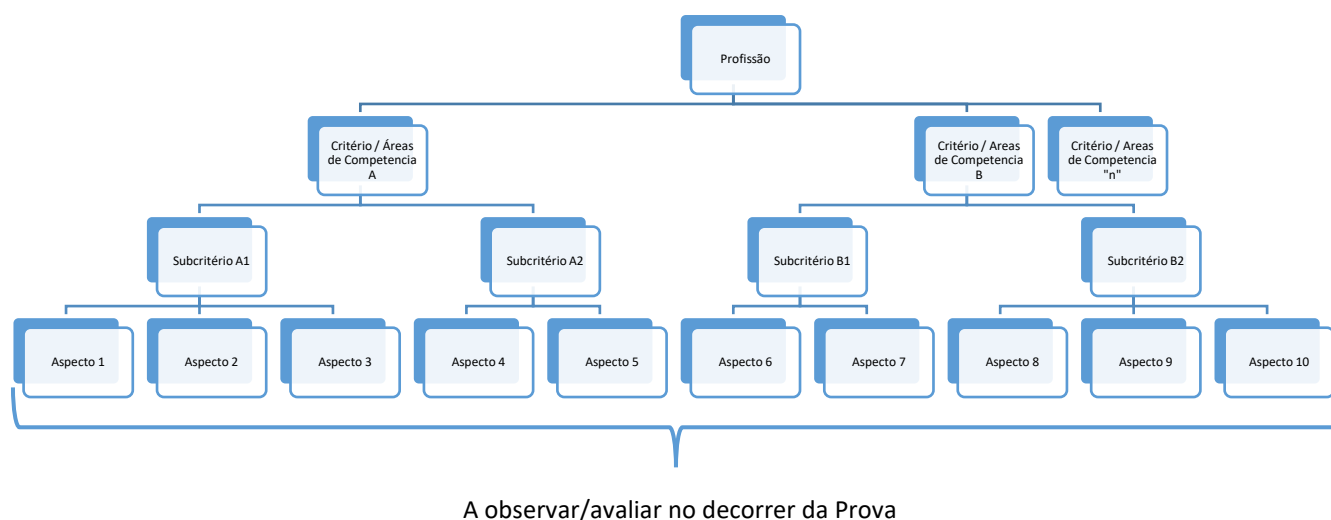 Profissão
Critério / Áreas
de Competencia
A
Critério / Areas
de Competencia
B
Critério / Areas
de Competencia
"n"
Subcritério A1
Subcritério A2
Subcritério B1
Subcritério B2
Aspecto 1
Aspecto 2
Aspecto 3
Aspecto 4
Aspecto 5
Aspecto 6
Aspecto 7
Aspecto 8
Aspecto 9
Aspecto 10
A observar/avaliar no decorrer da Prova